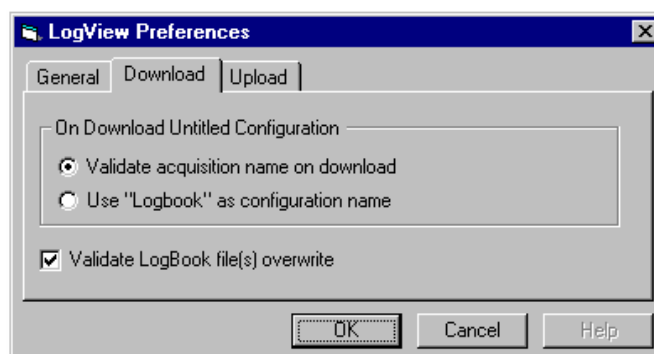 LogView Preferences
General Download Upload
On Download Untitled Configuration
Validate acquisition name on download
Use "Logbook" as configuration name
Validate LogBook file(s) overwrite
OK Cancel Help